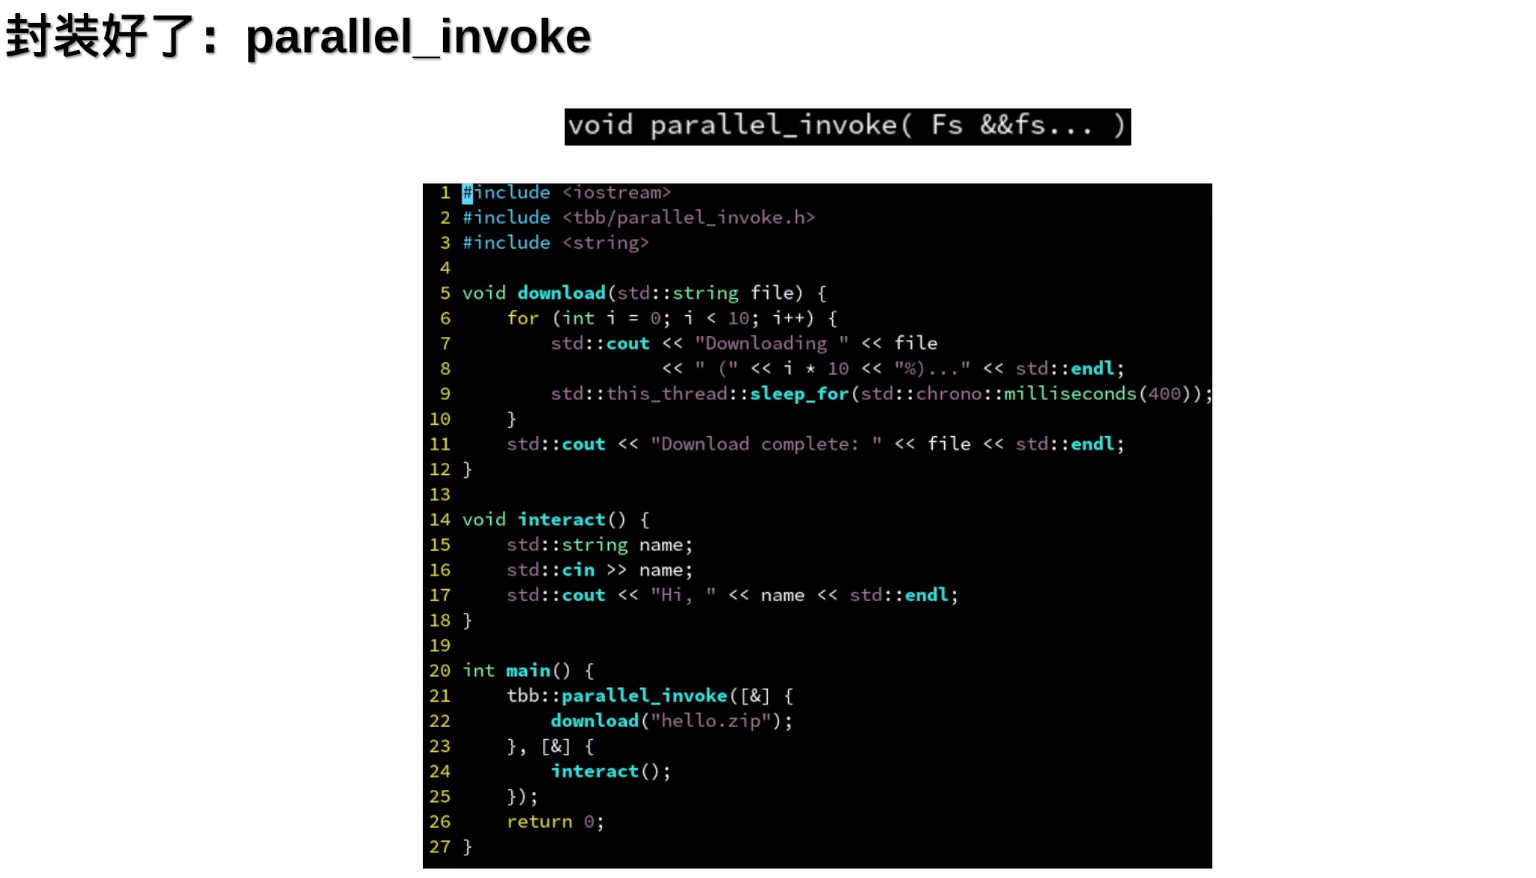 封装好了：parallel_invoke
void parallel_invoke( Fs &&fs... )
1 #include <iostream>
2 #include <tbb/parallel_invoke.h>
3 #include <string>
4
5 void download(std::string file) {
6     for (int i = 0; i < 10; i++) {
7         std::cout << "Downloading " << file
8                   << " (" << i * 10 << "%)..." << std::endl;
9         std::this_thread::sleep_for(std::chrono::milliseconds(400));
10     }
11     std::cout << "Download complete: " << file << std::endl;
12 }
13
14 void interact() {
15     std::string name;
16     std::cin >> name;
17     std::cout << "Hi, " << name << std::endl;
18 }
19
20 int main() {
21     tbb::parallel_invoke([&] {
22         download("hello.zip");
23     }, [&] {
24         interact();
25     });
26     return 0;
27 }